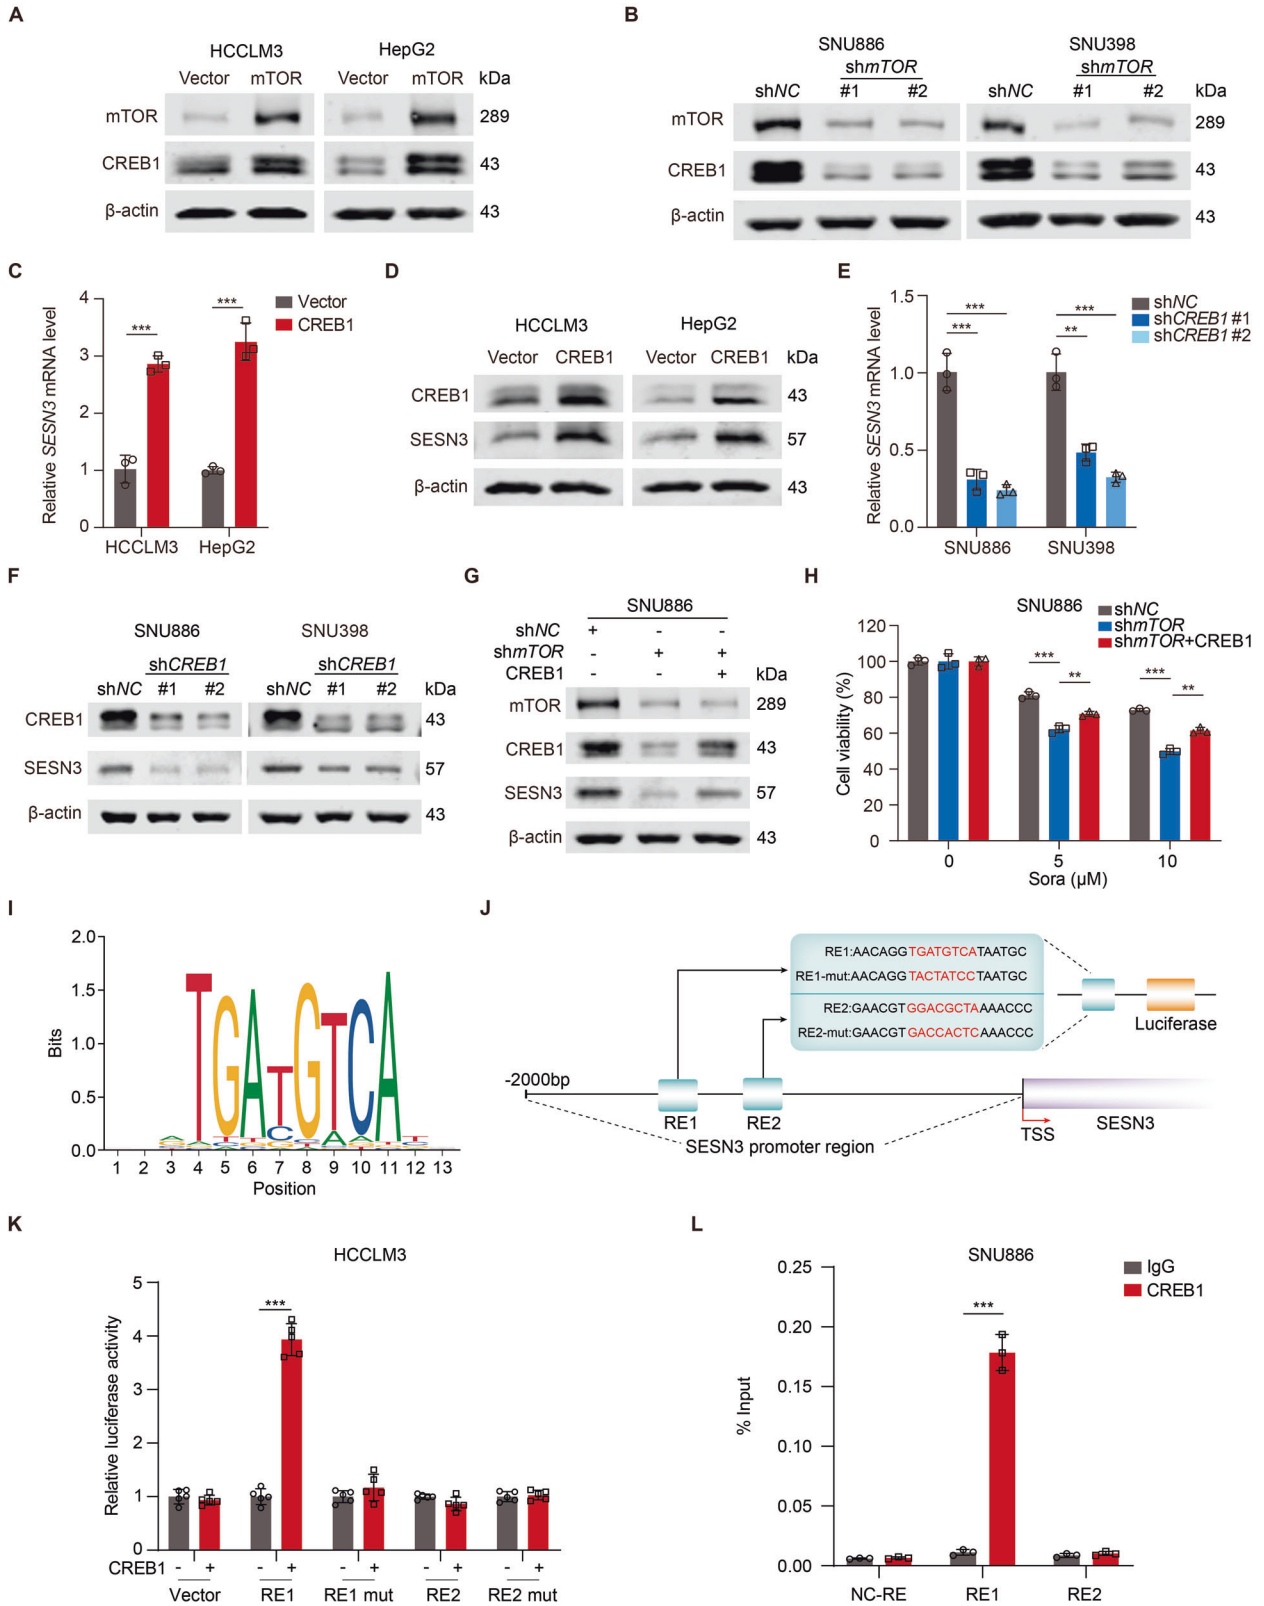 A
HCCLM3 HepG2
Vector mTOR Vector mTOR kDa
mTOR 289
CREB1 43
β-actin 43
B
SNU886 SNU398
shmTOR shmTOR
shNC #1 #2 shNC #1 #2 kDa
mTOR 289
CREB1 43
β-actin 43
C
Relative SESN3 mRNA level
4
3
2
1
0
***
***
Vector
CREB1
HCCLM3 HepG2
D
HCCLM3 HepG2
Vector CREB1 Vector CREB1 kDa
CREB1 43
SESN3 57
β-actin 43
E
Relative SESN3 mRNA level
1.5
1.0
0.5
0.0
***
***
***
**
shNC
shCREB1 #1
shCREB1 #2
SNU886 SNU398
F
SNU886 SNU398
shCREB1 shCREB1
shNC #1 #2 shNC #1 #2 kDa
CREB1 43
SESN3 57
β-actin 43
G
SNU886
shNC + - -
shmTOR - + +
CREB1 - - + kDa
mTOR 289
CREB1 43
SESN3 57
β-actin 43
H
SNU886
shNC
shmTOR
shmTOR+CREB1
Cell viability (%)
120
100
80
60
40
20
0
***
**
***
**
0 5 10
Sora (μM)
I
Bits
2.0
1.5
1.0
0.5
0.0
TGATGTCA
1 2 3 4 5 6 7 8 9 10 11 12 13
Position
J
RE1:AACAGGTGATGTCATAATGC
RE1-mut:AACAGGTACTATCCTAATGC
RE2:GAACGTGGACGCTAAAACCC
RE2-mut:GAACGTGACCACTCAAACCC
Luciferase
-2000bp
RE1 RE2
SESN3 promoter region
TSS
SESN3
K
HCCLM3
Relative luciferase activity
5
4
3
2
1
0
***
CREB1 - + - + - + - + - +
Vector RE1 RE1 mut RE2 RE2 mut
L
SNU886
IgG
CREB1
% Input
0.25
0.20
0.15
0.10
0.05
0.00
***
NC-RE RE1 RE2